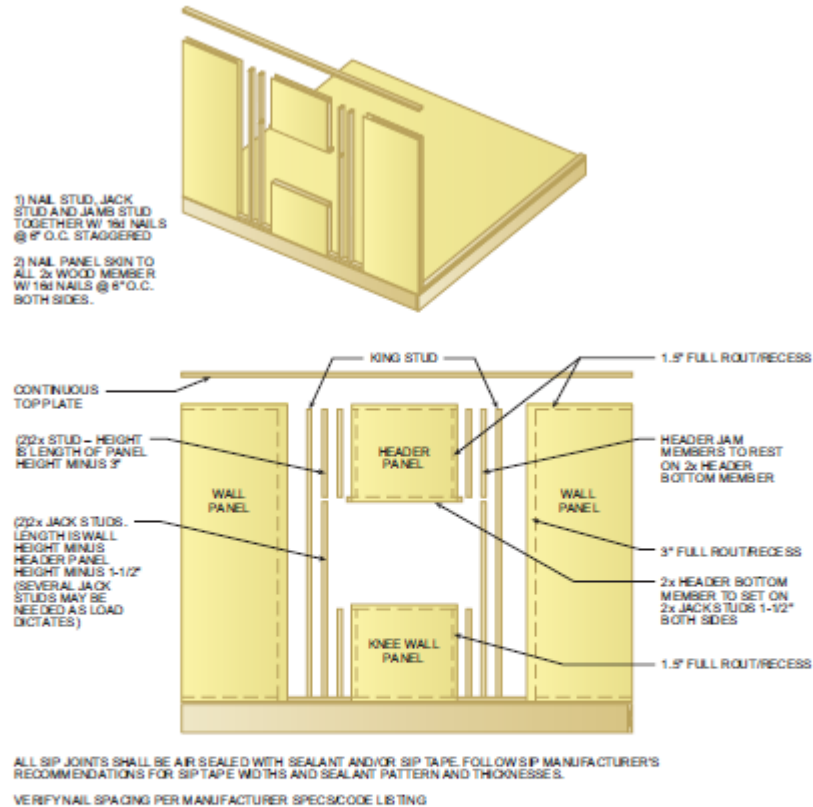 1) NAIL STUD, JACK
STUD AND JAMB STUD
TOGETHER W/ 16d NAILS
@ 6" O.C. STAGGERED
2) NAIL PANEL SKIN TO
ALL 2x WOOD MEMBER
W/ 16d NAILS @ 6" O.C.
BOTH SIDES.
KING STUD
1.5" FULL ROUT/RECESS
CONTINUOUS
TOP PLATE
(2)2x STUD – HEIGHT
IS LENGTH OF PANEL
HEIGHT MINUS 3"
HEADER
PANEL
HEADER JAM
MEMBERS TO REST
ON 2x HEADER
BOTTOM MEMBER
WALL
PANEL
WALL
PANEL
(2)2x JACK STUDS.
LENGTH IS WALL
HEIGHT MINUS
HEADER PANEL
HEIGHT MINUS 1-1/2"
(SEVERAL JACK
STUDS MAY BE
NEEDED AS LOAD
DICTATES)
3" FULL ROUT/RECESS
2x HEADER BOTTOM
MEMBER TO SET ON
2x JACK STUDS 1-1/2"
BOTH SIDES
KNEE WALL
PANEL
1.5" FULL ROUT/RECESS
ALL SIP JOINTS SHALL BE AIR SEALED WITH SEALANT AND/OR SIP TAPE. FOLLOW SIP MANUFACTURER'S
RECOMMENDATIONS FOR SIP TAPE WIDTHS AND SEALANT PATTERN AND THICKNESSES.
VERIFY NAIL SPACING PER MANUFACTURER SPECS/CODE LISTING